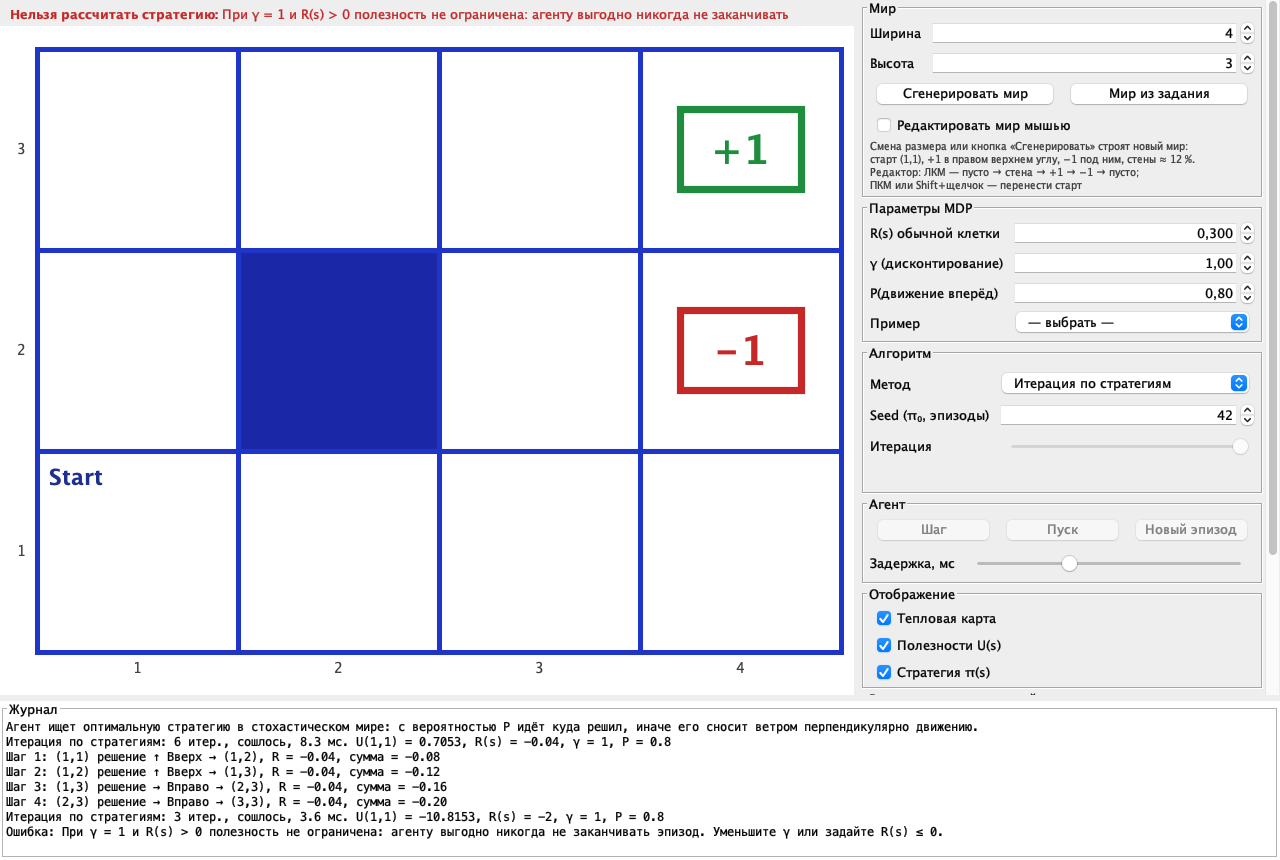 Нельзя рассчитать стратегию: При γ = 1 и R(s) > 0 полезность не ограничена: агенту выгодно никогда не заканчивать
3
+1
2
−1
Start
1
1
2
3
4
Мир
Ширина
4
Высота
3
Сгенерировать мир
Мир из задания
Редактировать мир мышью
Смена размера или кнопка «Сгенерировать» строят новый мир:
старт (1,1), +1 в правом верхнем углу, −1 под ним, стены ≈ 12 %.
Редактор: ЛКМ — пусто → стена → +1 → −1 → пусто;
ПКМ или Shift+щелчок — перенести старт
Параметры MDP
R(s) обычной клетки
0,300
γ (дисконтирование)
1,00
P(движение вперёд)
0,80
Пример
— выбрать —
Алгоритм
Метод
Итерация по стратегиям
Seed (π₀, эпизоды)
42
Итерация
Агент
Шаг
Пуск
Новый эпизод
Задержка, мс
Отображение
Тепловая карта
Полезности U(s)
Стратегия π(s)
Журнал
Агент ищет оптимальную стратегию в стохастическом мире: с вероятностью P идёт куда решил, иначе его сносит ветром перпендикулярно движению.
Итерация по стратегиям: 6 итер., сошлось, 8.3 мс. U(1,1) = 0.7053, R(s) = −0.04, γ = 1, P = 0.8
Шаг 1: (1,1) решение ↑ Вверх → (1,2), R = −0.04, сумма = −0.08
Шаг 2: (1,2) решение ↑ Вверх → (1,3), R = −0.04, сумма = −0.12
Шаг 3: (1,3) решение → Вправо → (2,3), R = −0.04, сумма = −0.16
Шаг 4: (2,3) решение → Вправо → (3,3), R = −0.04, сумма = −0.20
Итерация по стратегиям: 3 итер., сошлось, 3.6 мс. U(1,1) = −10.8153, R(s) = −2, γ = 1, P = 0.8
Ошибка: При γ = 1 и R(s) > 0 полезность не ограничена: агенту выгодно никогда не заканчивать эпизод. Уменьшите γ или задайте R(s) ≤ 0.